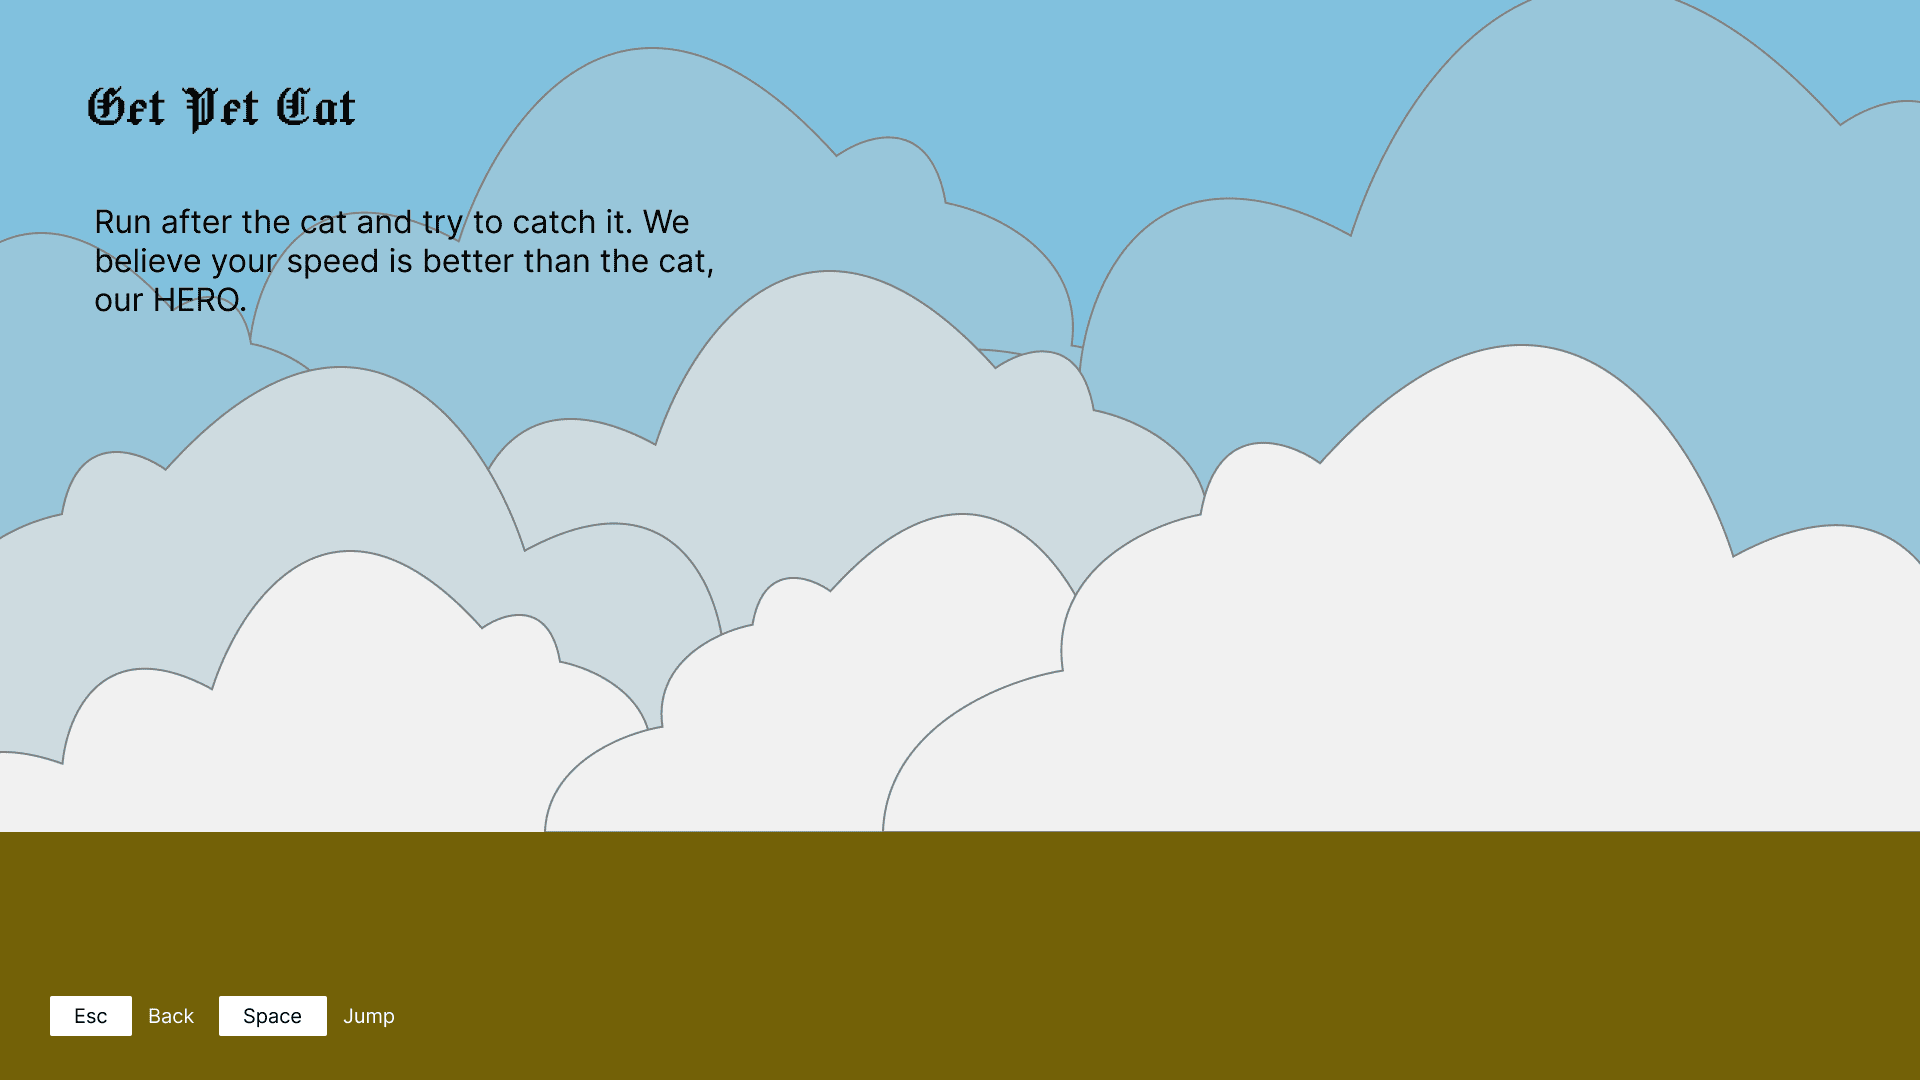 Get Pet Cat
Run after the cat and try to catch it. We
believe your speed is better than the cat,
our HERO.
Esc Back Space Jump